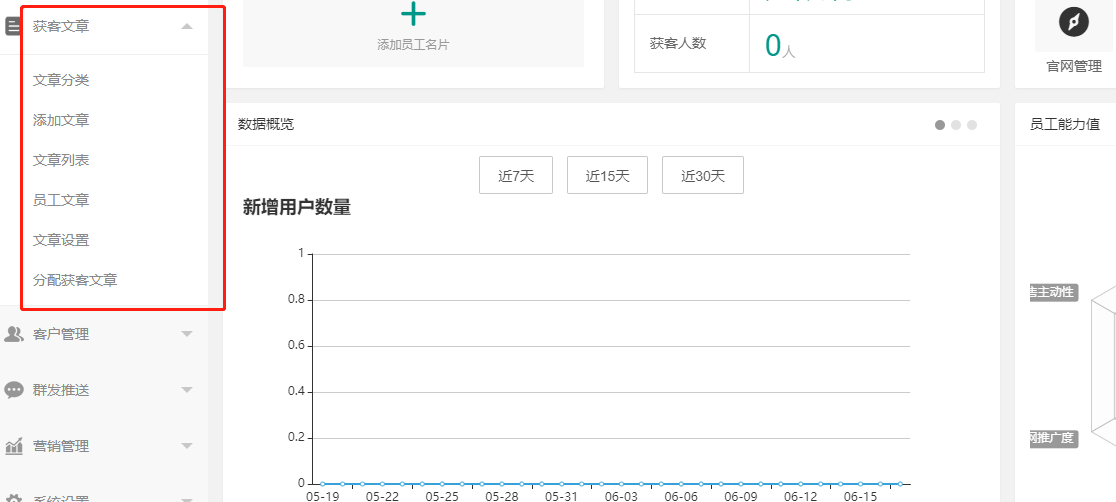 获客文章
文章分类
添加文章
文章列表
员工文章
文章设置
分配获客文章
客户管理
群发推送
营销管理
系统设置
添加员工名片
获客人数
0人
官网管理
数据概览
近7天
近15天
近30天
新增用户数量
1
0.8
0.6
0.4
0.2
0
05-19
05-22
05-25
05-28
05-31
06-03
06-06
06-09
06-12
06-15
员工能力值
售主动性
网推广度